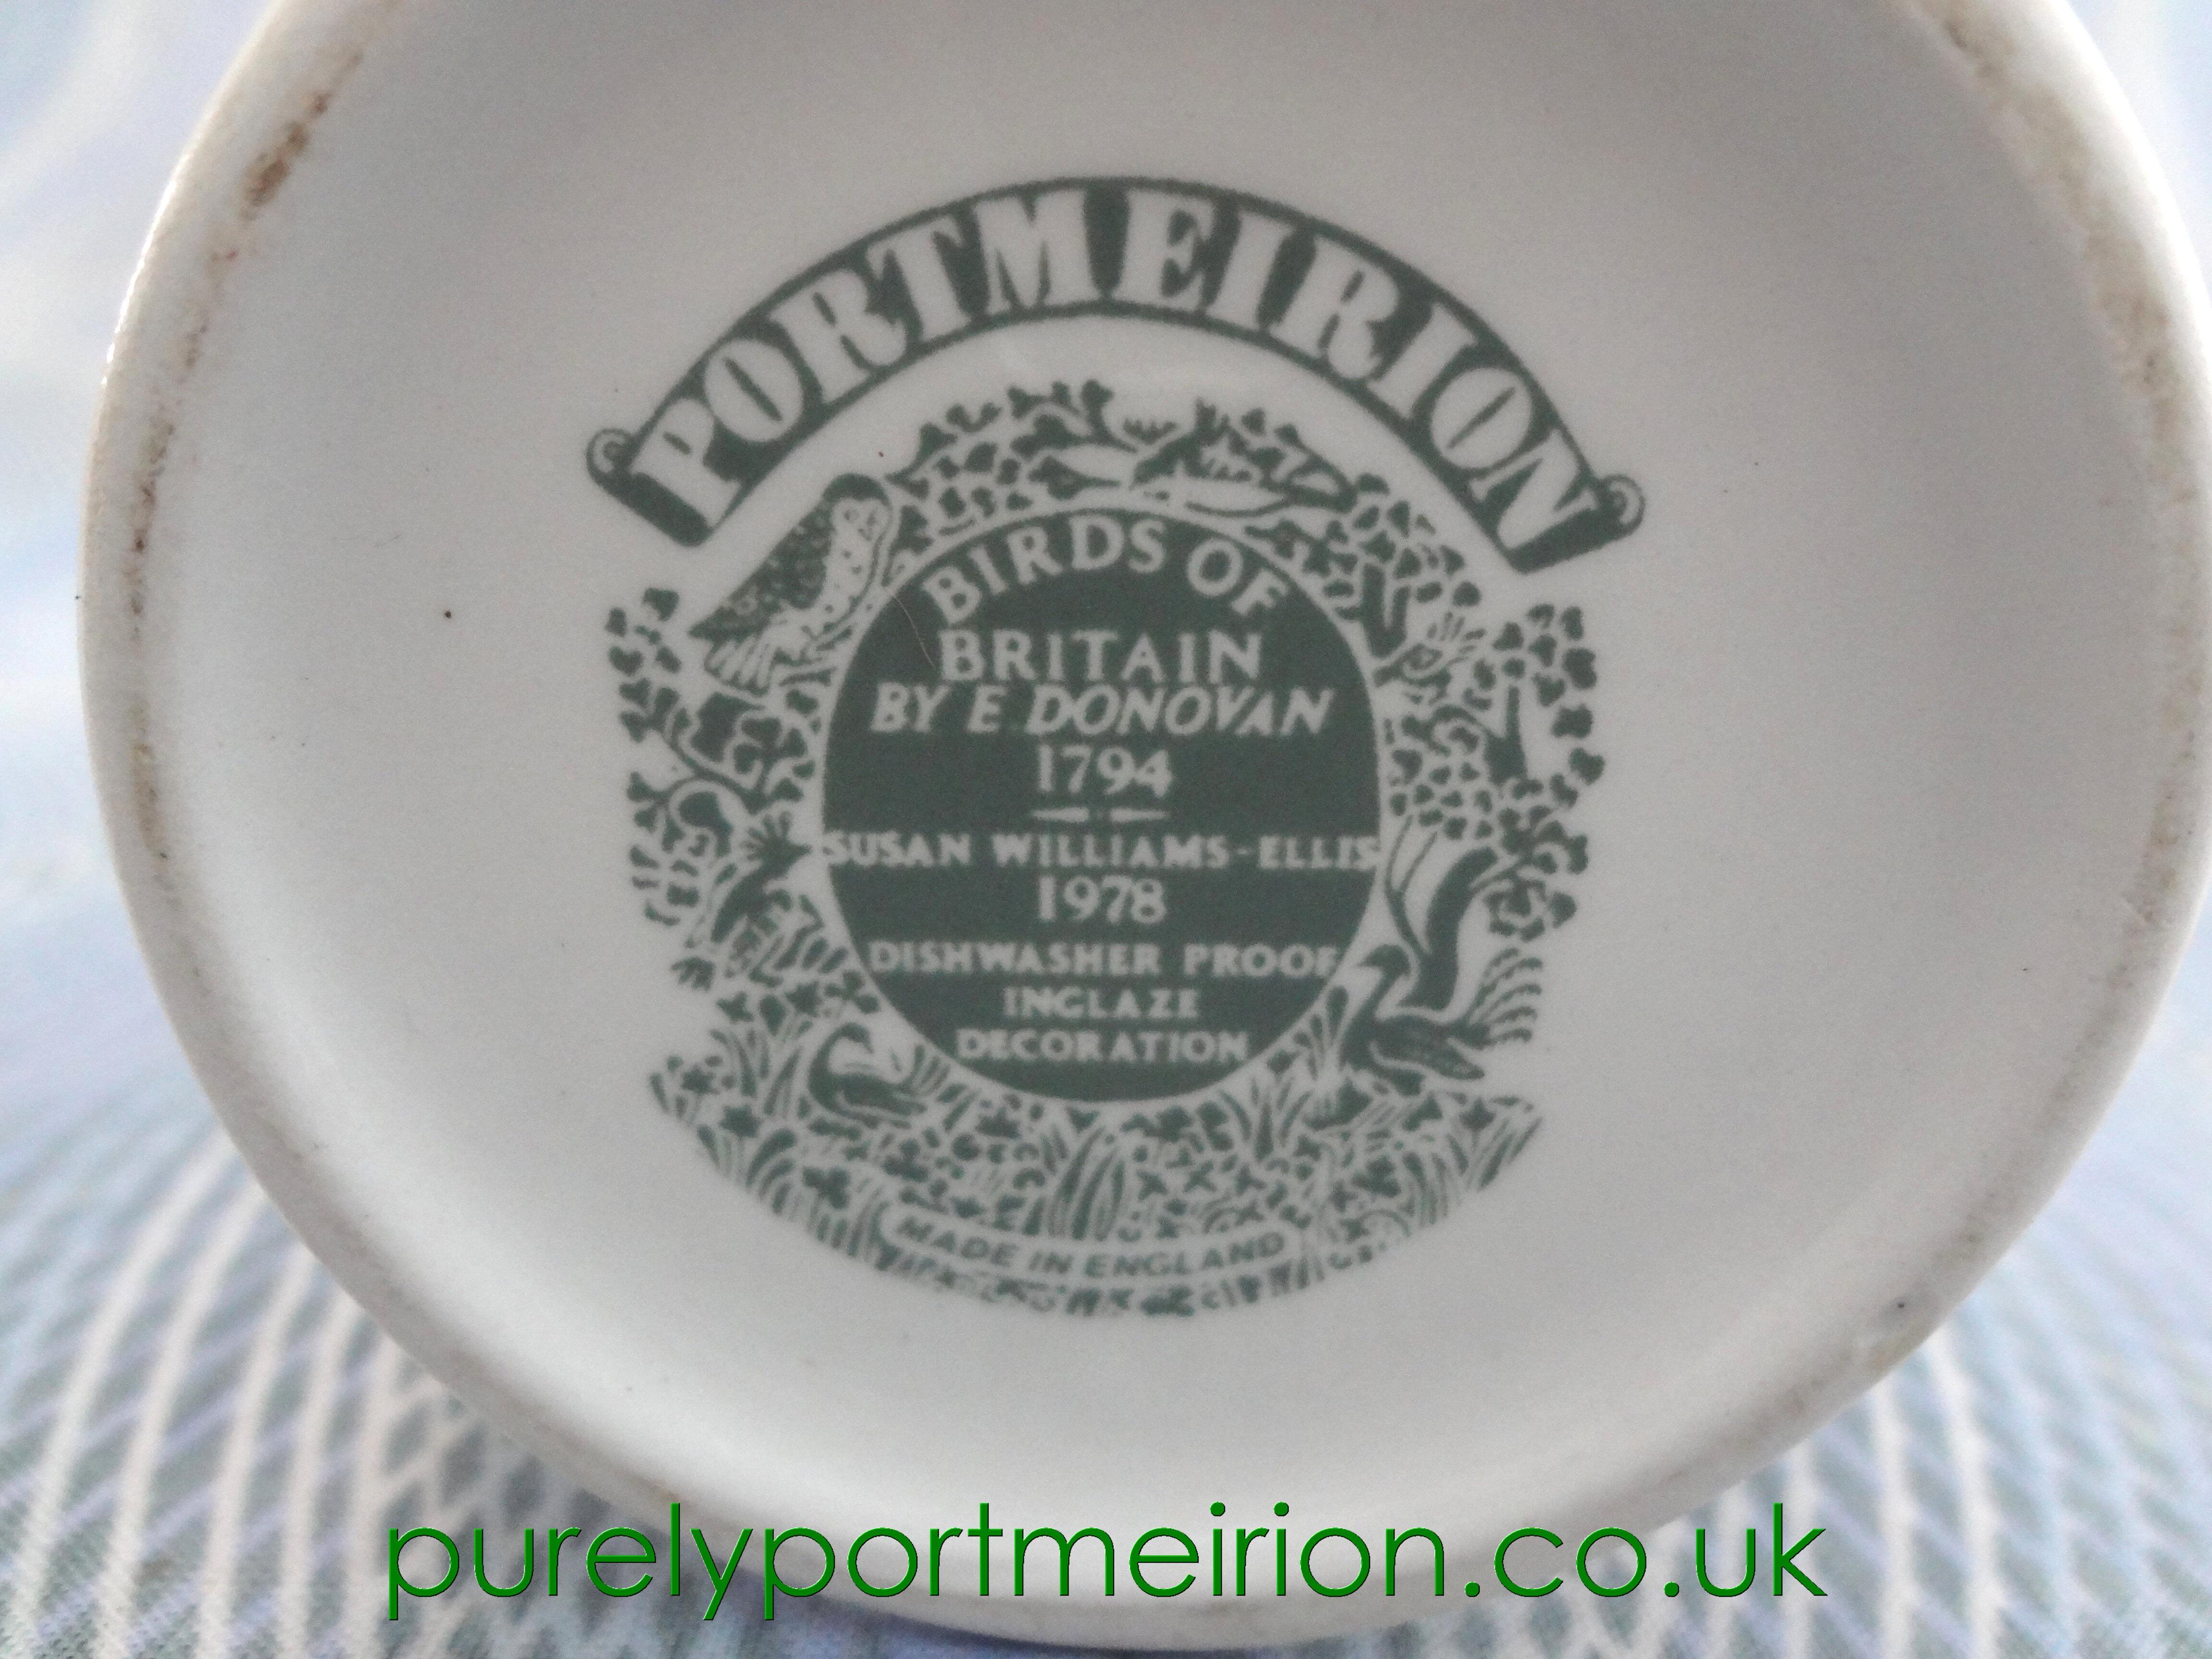 PORTMEIRION
BIRDS OF
BRITAIN
BY E DONOVAN
1794
SUSAN WILLIAMS-ELLIS
1978
DISHWASHER PROOF
INGLAZE
DECORATION
MADE IN ENGLAND
purelyportmeirion.co.uk